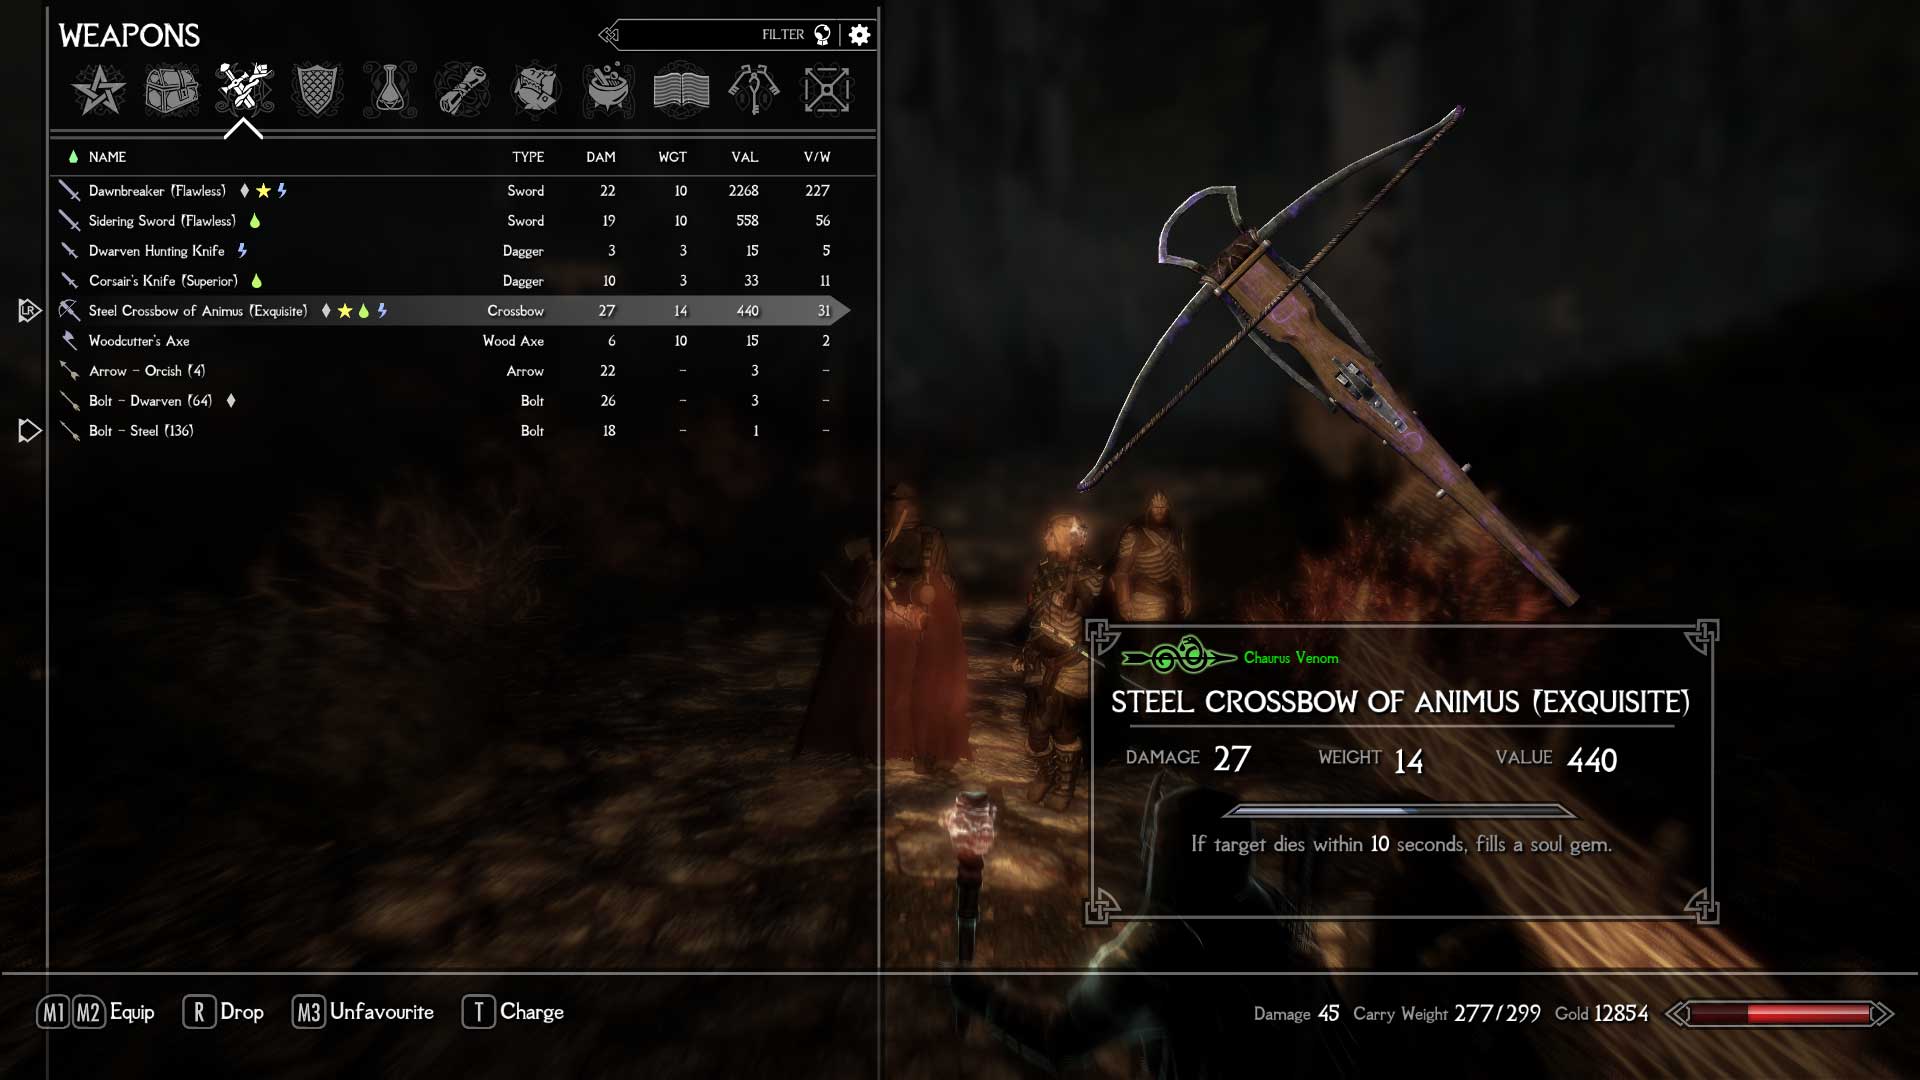 WEAPONS
FILTER
NAME TYPE DAM WGT VAL V/W
Dawnbreaker (Flawless) Sword 22 10 2268 227
Sidering Sword (Flawless) Sword 19 10 558 56
Dwarven Hunting Knife Dagger 3 3 15 5
Corsair's Knife (Superior) Dagger 10 3 33 11
LR Steel Crossbow of Animus (Exquisite) Crossbow 27 14 440 31
Woodcutter's Axe Wood Axe 6 10 15 2
Arrow - Orcish (4) Arrow 22 - 3 -
Bolt - Dwarven (64) Bolt 26 - 3 -
Bolt - Steel (136) Bolt 18 - 1 -
Chaurus Venom
STEEL CROSSBOW OF ANIMUS (EXQUISITE)
DAMAGE 27 WEIGHT 14 VALUE 440
If target dies within 10 seconds, fills a soul gem.
M1 M2 Equip R Drop M3 Unfavourite T Charge
Damage 45 Carry Weight 277/299 Gold 12854